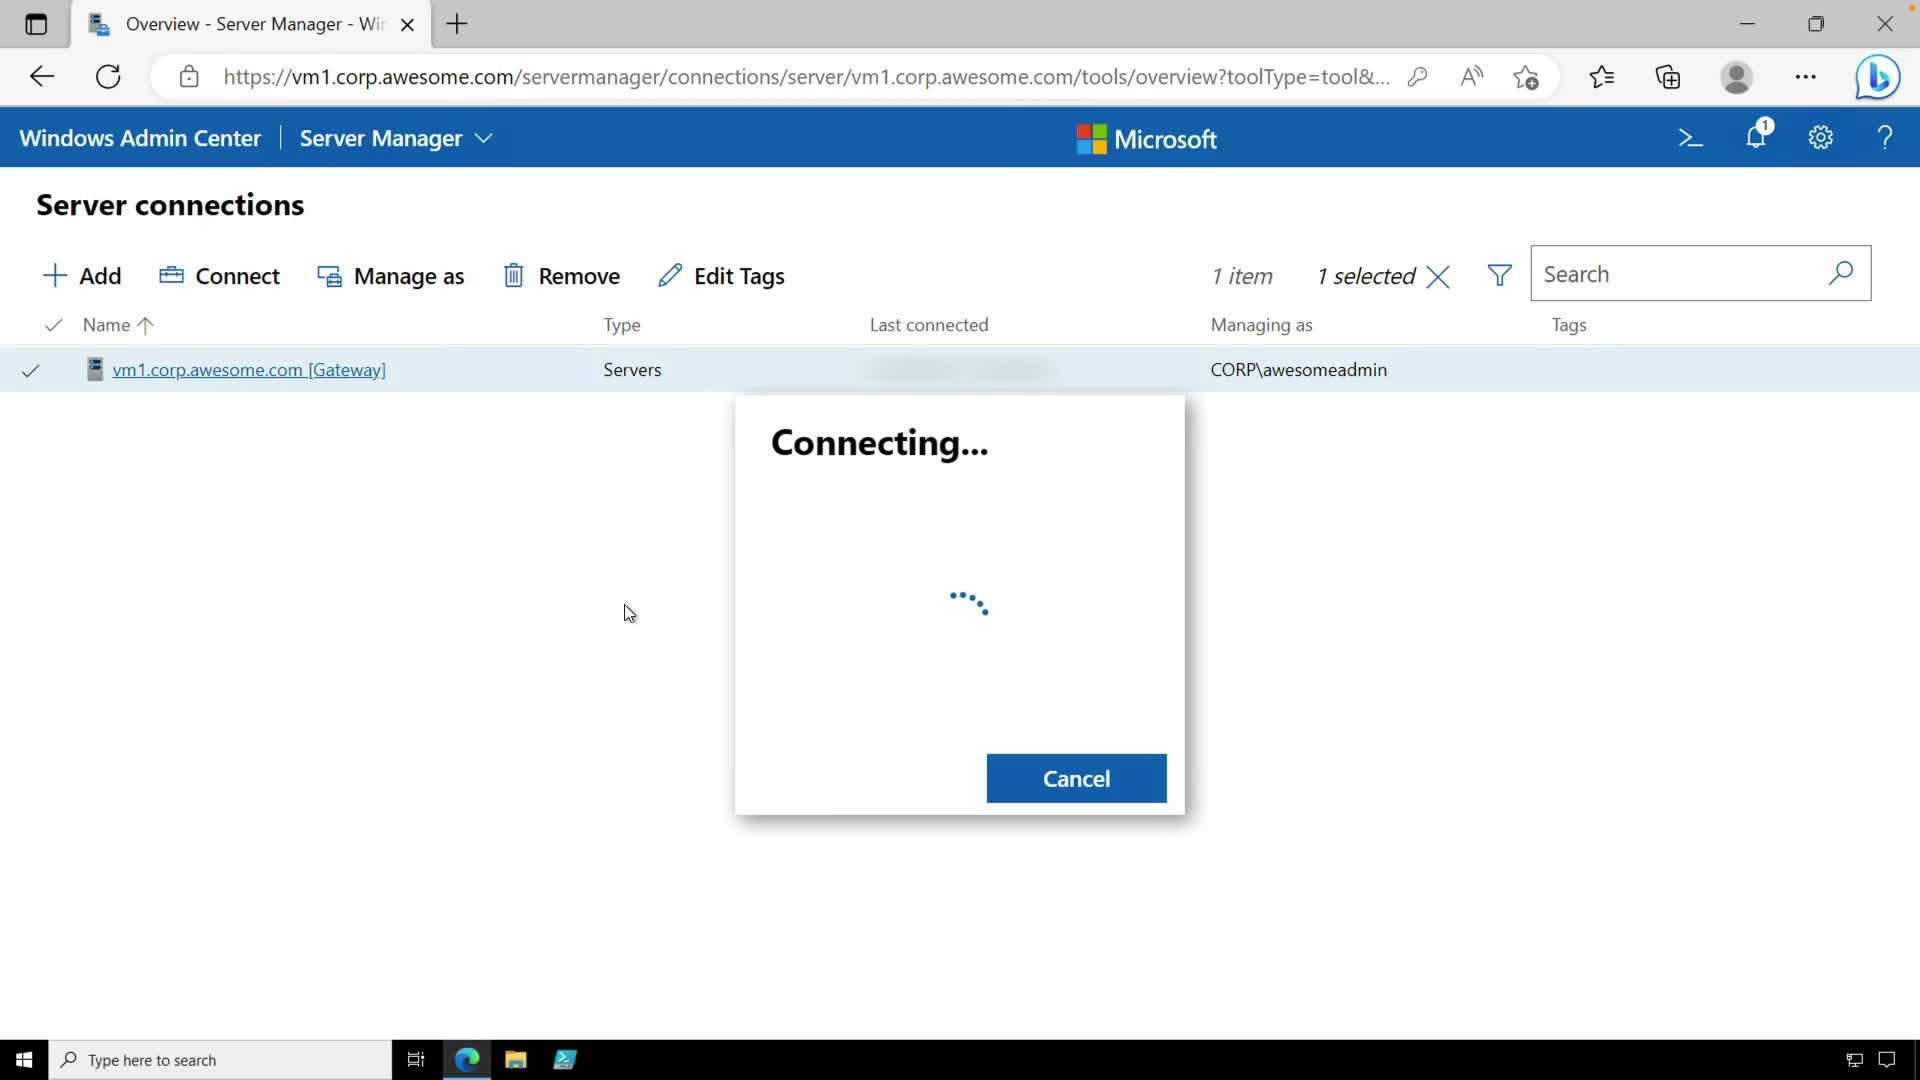 Overview - Server Manager - Wi
https://vm1.corp.awesome.com/servermanager/connections/server/vm1.corp.awesome.com/tools/overview?toolType=tool&...
Windows Admin Center | Server Manager
Microsoft
1
Server connections
Add Connect Manage as Remove Edit Tags 1 item 1 selected Search
Name Type Last connected Managing as Tags
vm1.corp.awesome.com [Gateway] Servers CORP\awesomeadmin
Connecting...
Cancel
Type here to search